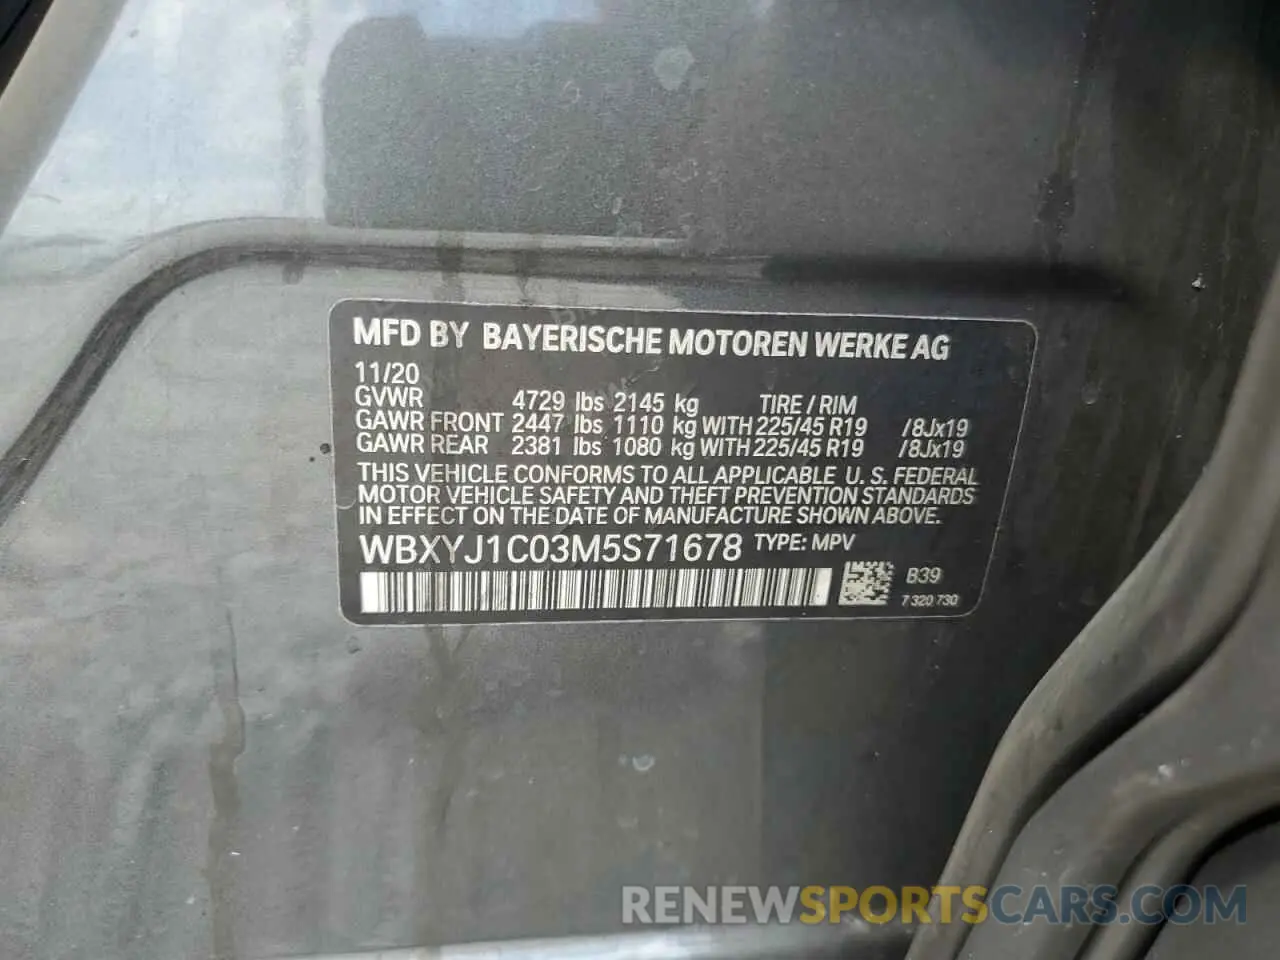 MFD BY BAYERISCHE MOTOREN WERKE AG
11/20
GVWR 4729 lbs 2145 kg TIRE / RIM
GAWR FRONT 2447 lbs 1110 kg WITH 225/45 R19 /8Jx19
GAWR REAR 2381 lbs 1080 kg WITH 225/45 R19 /8Jx19
THIS VEHICLE CONFORMS TO ALL APPLICABLE U. S. FEDERAL
MOTOR VEHICLE SAFETY AND THEFT PREVENTION STANDARDS
IN EFFECT ON THE DATE OF MANUFACTURE SHOWN ABOVE.
WBXYJ1C03M5S71678 TYPE: MPV
B39
7 320 730
RENEWSPORTSCARS.COM